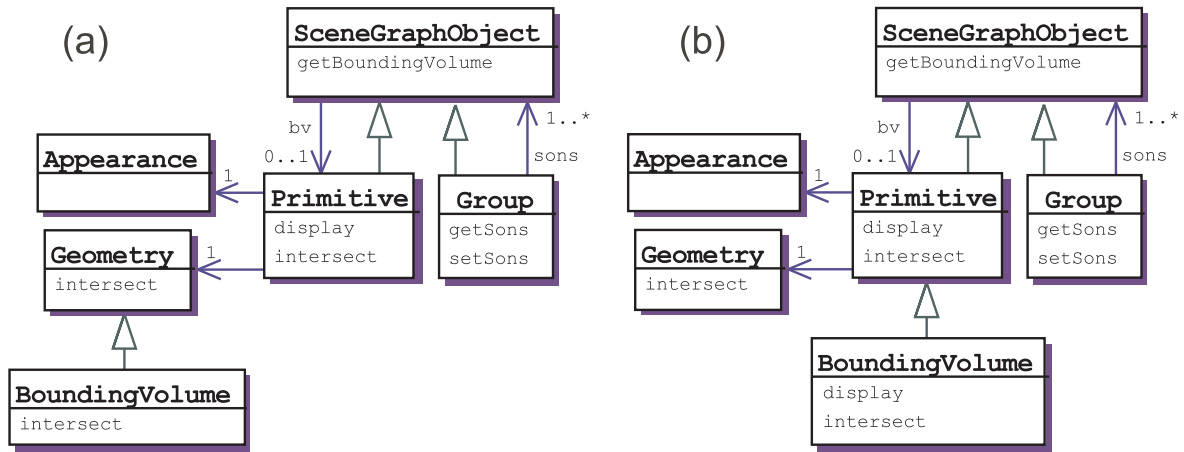 (a)
SceneGraphObject
getBoundingVolume
bv
0..1
1..*
sons
Appearance
1
Primitive
display
intersect
Group
getSons
setSons
Geometry
1
intersect
BoundingVolume
intersect
(b)
SceneGraphObject
getBoundingVolume
bv
0..1
1..*
sons
Appearance
1
Primitive
display
intersect
Group
getSons
setSons
Geometry
1
intersect
BoundingVolume
display
intersect